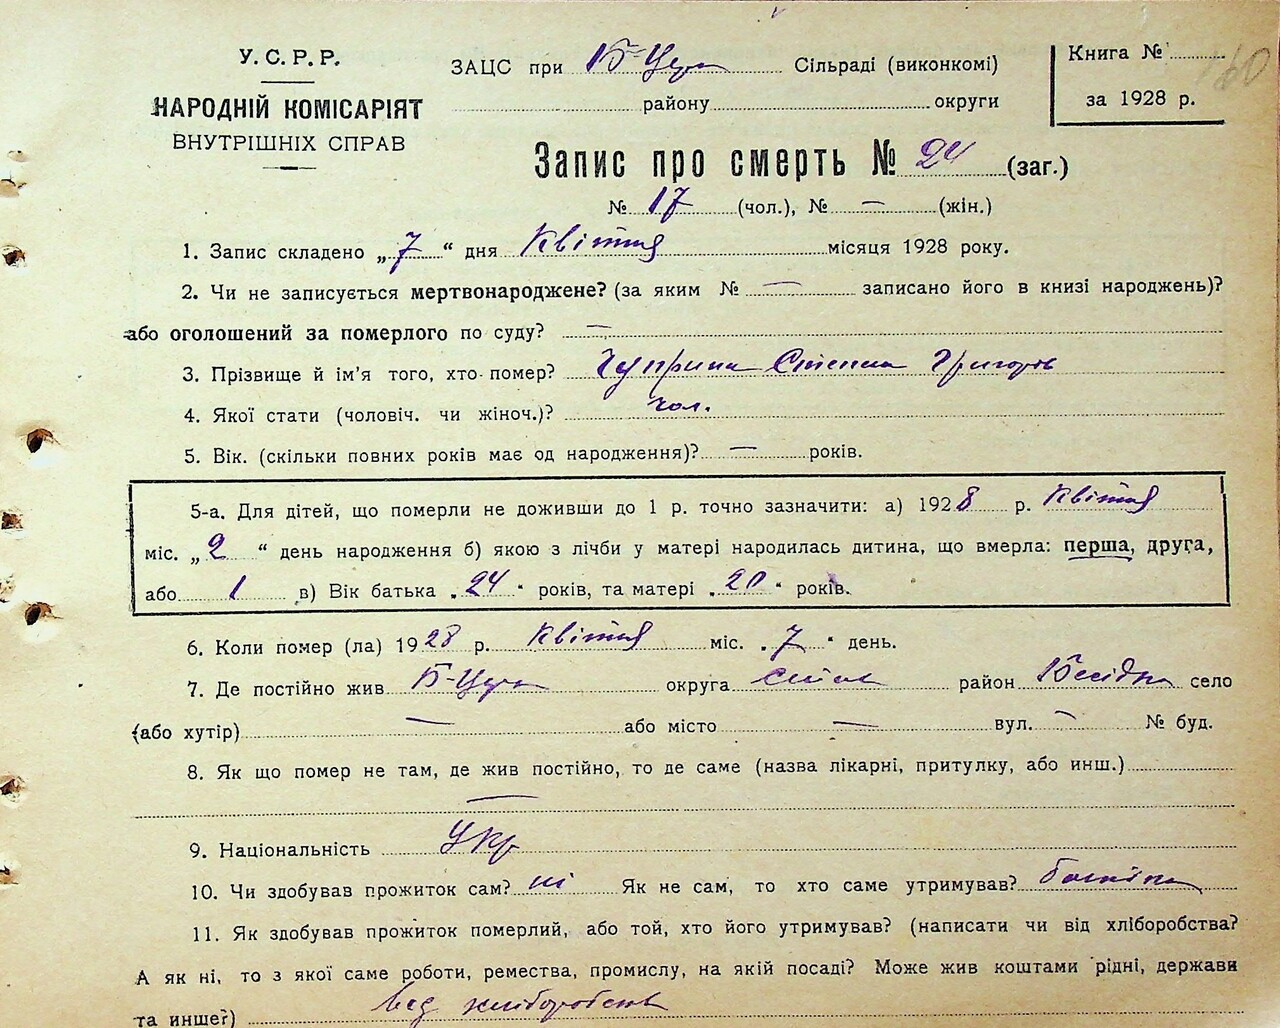 У.С.Р.Р.
НАРОДНІЙ КОМІСАРІЯТ
ВНУТРІШНІХ СПРАВ
ЗАЦС при Б-Церк Сільраді (виконкомі)
району округи
Книга №
за 1928 р.
Запис про смерть № 24 (заг.)
№ 17 (чол.), № — (жін.)
1. Запис складено „7“ дня Квітня місяця 1928 року.
2. Чи не записується мертвонароджене? (за яким № — записано його в книзі народжень)?
або оголошений за померлого по суду? —
3. Прізвище й ім'я того, хто помер? Чуприна Степан Григоров
4. Якої стати (чоловіч. чи жіноч.)? чол.
5. Вік. (скільки повних років має од народження)? — років.
5-а. Для дітей, що померли не доживши до 1 р. точно зазначити: а) 1928 р. Квітня
міс. „2“ день народження б) якою з лічби у матері народилась дитина, що вмерла: перша, друга,
або 1 в) Вік батька „24“ років, та матері „20“ років.
6. Коли помер (ла) 1928 р. Квітня міс. „7“ день.
7. Де постійно жив Б-Церк округа район село
(або хутір) — або місто — вул. — № буд.
8. Як що помер не там, де жив постійно, то де саме (назва лікарні, притулку, або инш.)
—
9. Національність Укр
10. Чи здобував прожиток сам? ні Як не сам, то хто саме утримував? батьки
11. Як здобував прожиток померлий, або той, хто його утримував? (написати чи від хліборобства?
А як ні, то з якої саме роботи, ремества, промислу, на якій посаді? Може жив коштами рідні, держави
та инше?) від хліборобства